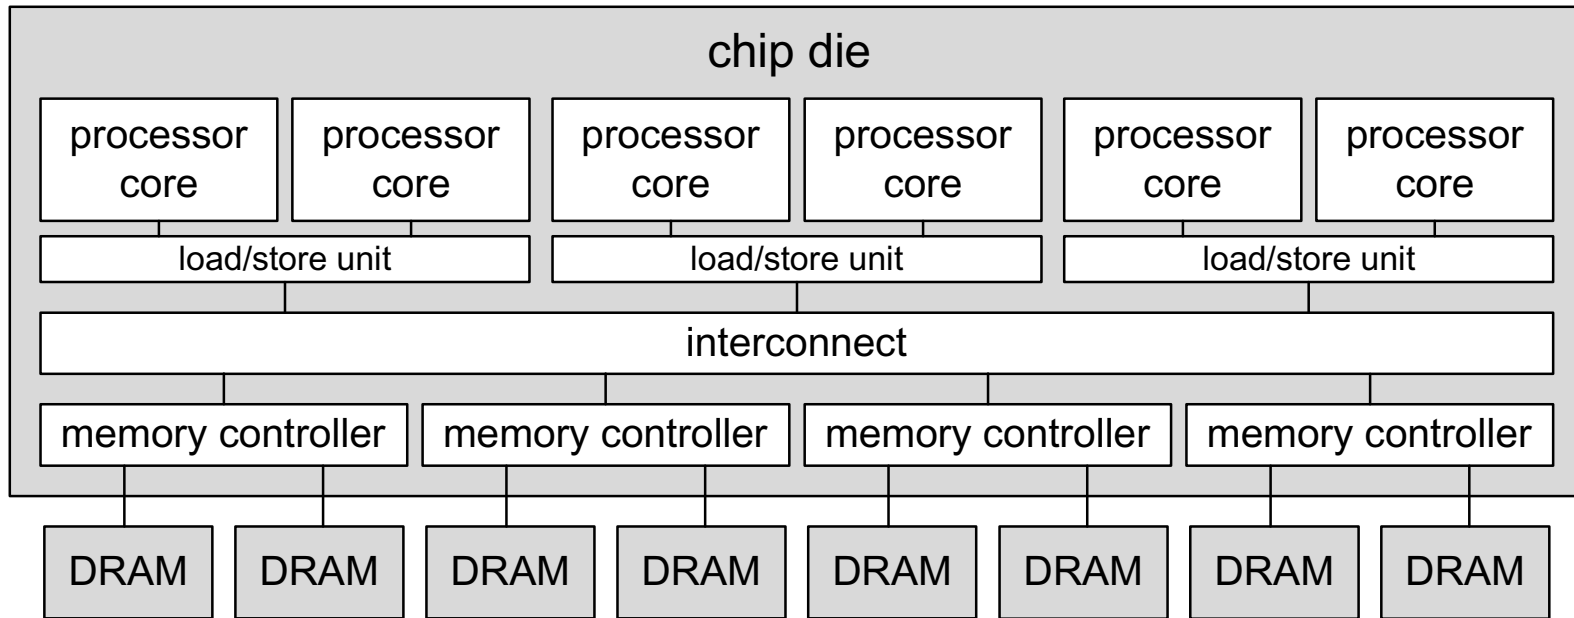 chip die
processor core
processor core
processor core
processor core
processor core
processor core
load/store unit
load/store unit
load/store unit
interconnect
memory controller
memory controller
memory controller
memory controller
DRAM
DRAM
DRAM
DRAM
DRAM
DRAM
DRAM
DRAM